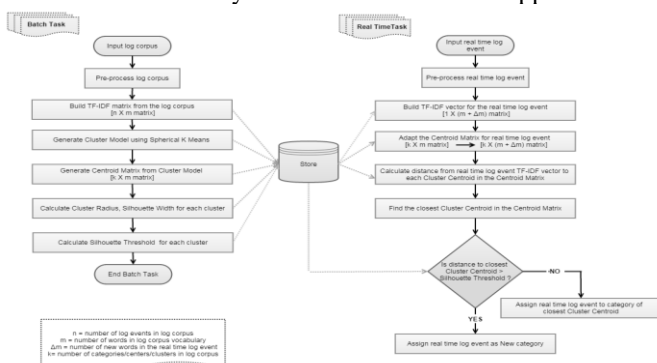 Batch Task
Input log corpus
Pre-process log corpus
Build TF-IDF matrix from the log corpus
[n X m matrix]
Generate Cluster Model using Spherical K Means
Generate Centroid Matrix from Cluster Model
[k X m matrix]
Calculate Cluster Radius, Silhouette Width for each cluster
Calculate Silhouette Threshold for each cluster
End Batch Task
n = number of log events in log corpus
m = number of words in log corpus vocabulary
Δm = number of new words in the real time log event
k= number of categories/centers/clusters in log corpus
Store
Real TimeTask
Input real time log
event
Pre-process real time log event
Build TF-IDF vector for the real time log event
[1 X (m + Δm) matrix]
Adapt the Centroid Matrix for real time log event
[k X m matrix] → [k X (m + Δm) matrix]
Calculate distance from real time log event TF-IDF vector to
each Cluster Centroid in the Centroid Matrix
Find the closest Cluster Centroid in the Centroid Matrix
Is distance to closest
Cluster Centroid >
Silhouette Threshold ?
-NO
Assign real time log event to category of
closest Cluster Centroid
YES
Assign real time log event as New category